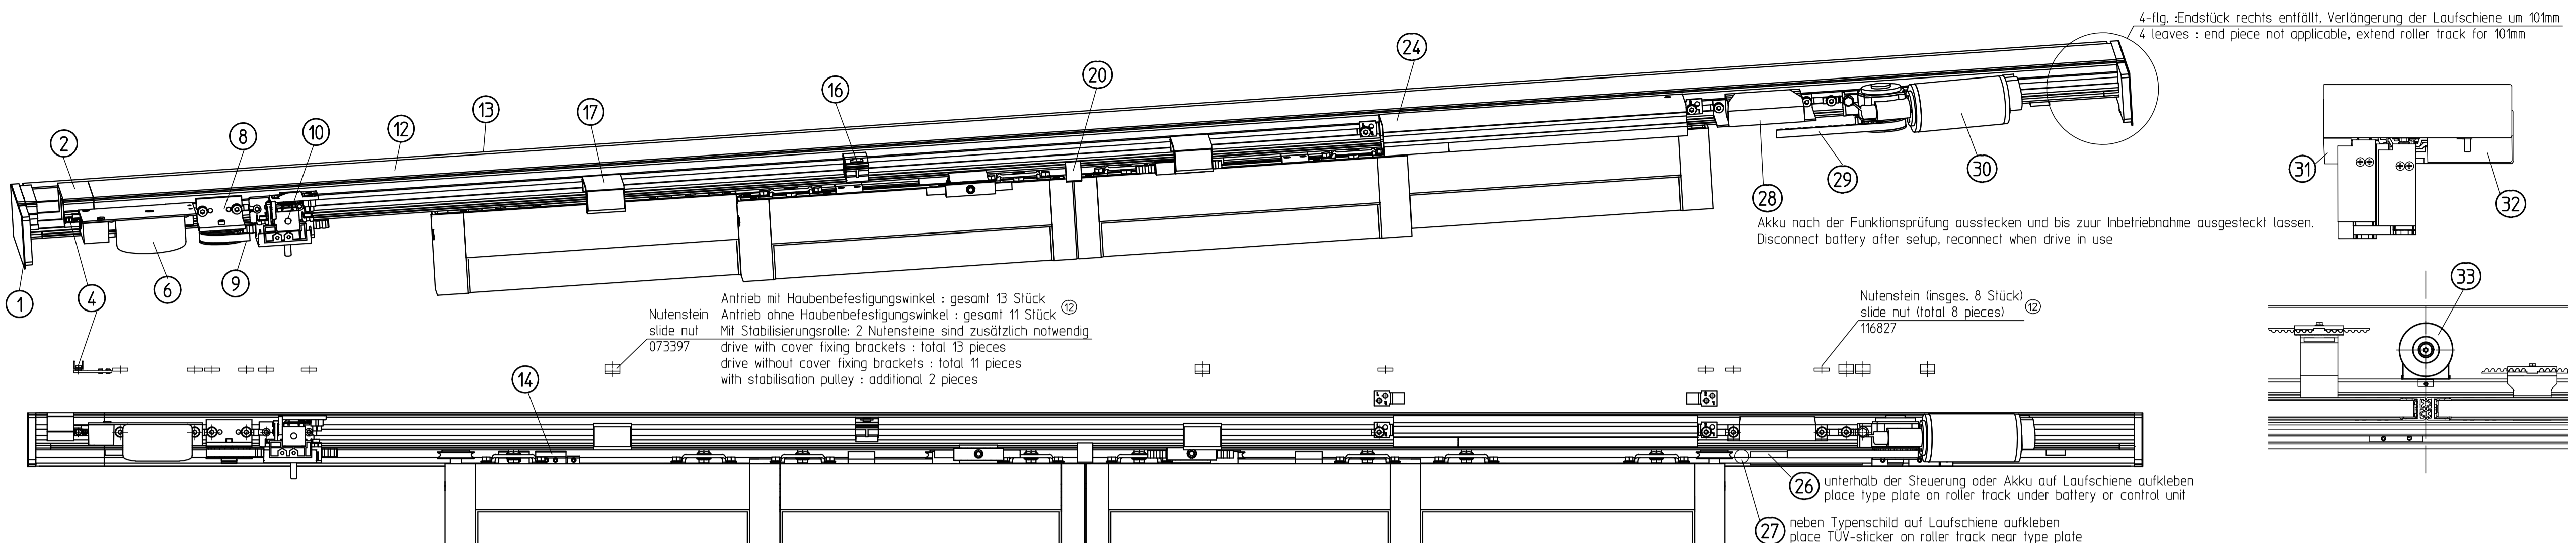 4-flg. :Endstück rechts entfällt, Verlängerung der Laufschiene um 101mm
4 leaves : end piece not applicable, extend roller track for 101mm
24
20
16
17
13
12
10
8
2
1
4
6
9
28
29
30
31
32
Akku nach der Funktionsprüfung ausstecken und bis zuur Inbetriebnahme ausgesteckt lassen.
Disconnect battery after setup, reconnect when drive in use
33
Nutenstein
slide nut
073397
Antrieb mit Haubenbefestigungswinkel : gesamt 13 Stück
Antrieb ohne Haubenbefestigungswinkel : gesamt 11 Stück 12
Mit Stabilisierungsrolle: 2 Nutensteine sind zusätzlich notwendig
drive with cover fixing brackets : total 13 pieces
drive without cover fixing brackets : total 11 pieces
with stabilisation pulley : additional 2 pieces
Nutenstein (insges. 8 Stück)
slide nut (total 8 pieces) 12
116827
14
26 unterhalb der Steuerung oder Akku auf Laufschiene aufkleben
place type plate on roller track under battery or control unit
27 neben Typenschild auf Laufschiene aufkleben
place TÜV-sticker on roller track near type plate